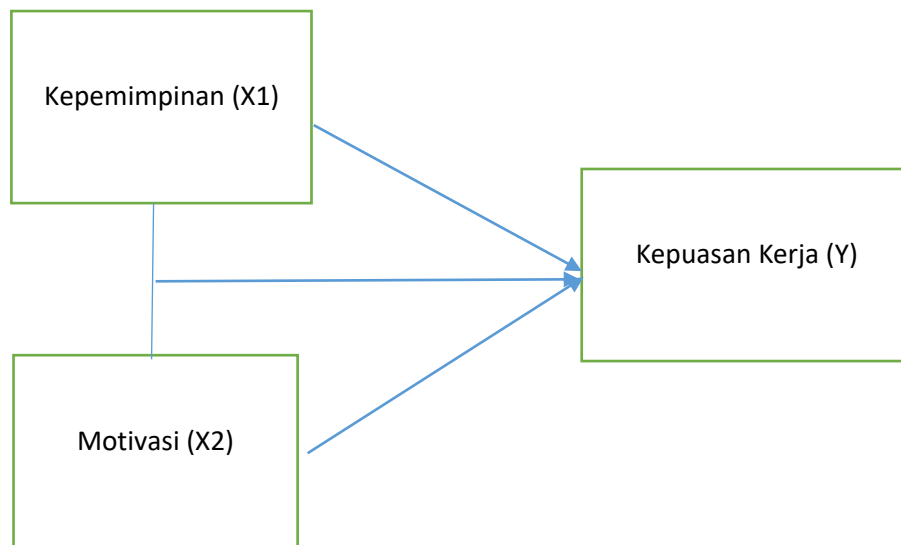 Kepemimpinan (X1)
Kepuasan Kerja (Y)
Motivasi (X2)